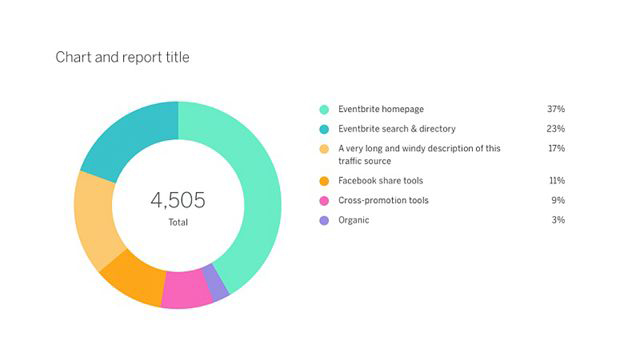 Chart and report title
4,505
Total
Eventbrite homepage 37%
Eventbrite search & directory 23%
A very long and windy description of this 17%
traffic source
Facebook share tools 11%
Cross-promotion tools 9%
Organic 3%